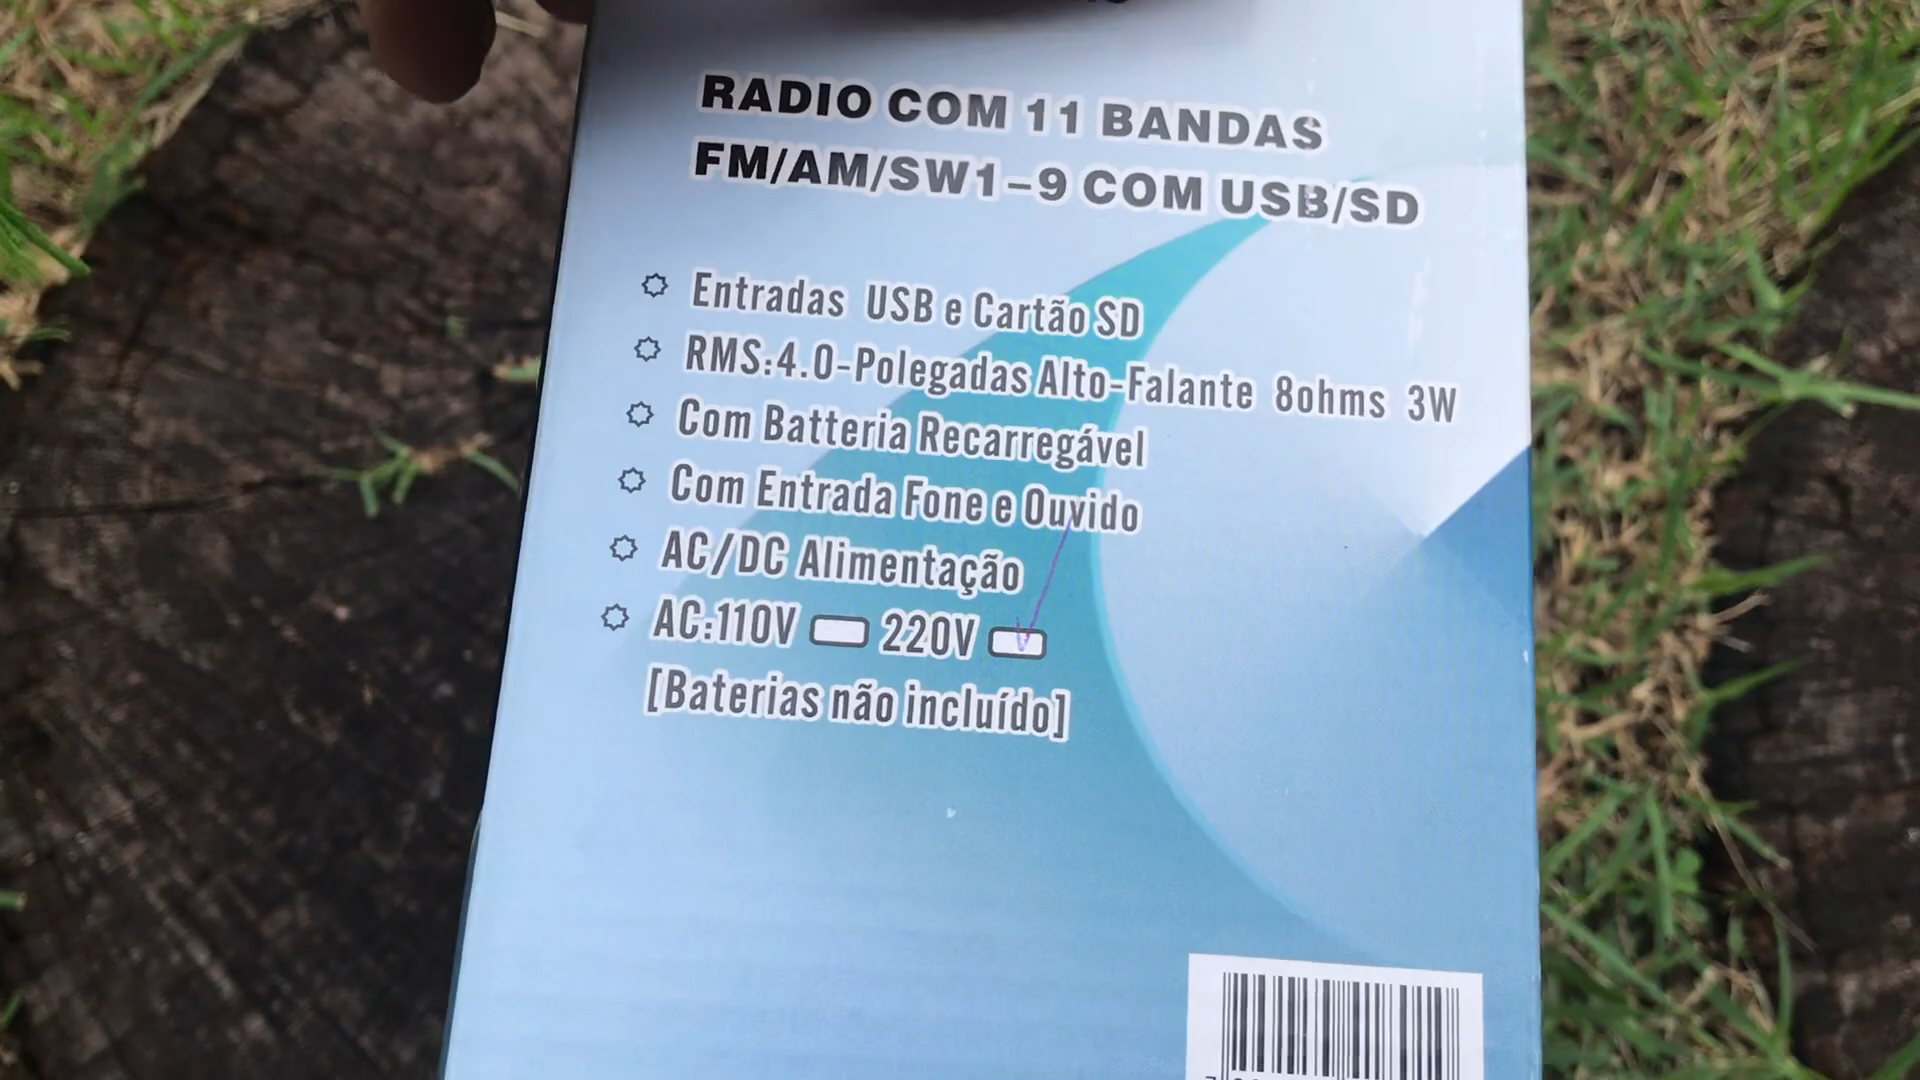 RADIO COM 11 BANDAS
FM/AM/SW1-9 COM USB/SD
Entradas USB e Cartão SD
RMS:4.0-Polegadas Alto-Falante 8ohms 3W
Com Batteria Recarregável
Com Entrada Fone e Ouvido
AC/DC Alimentação
AC:110V 220V
[Baterias não incluído]